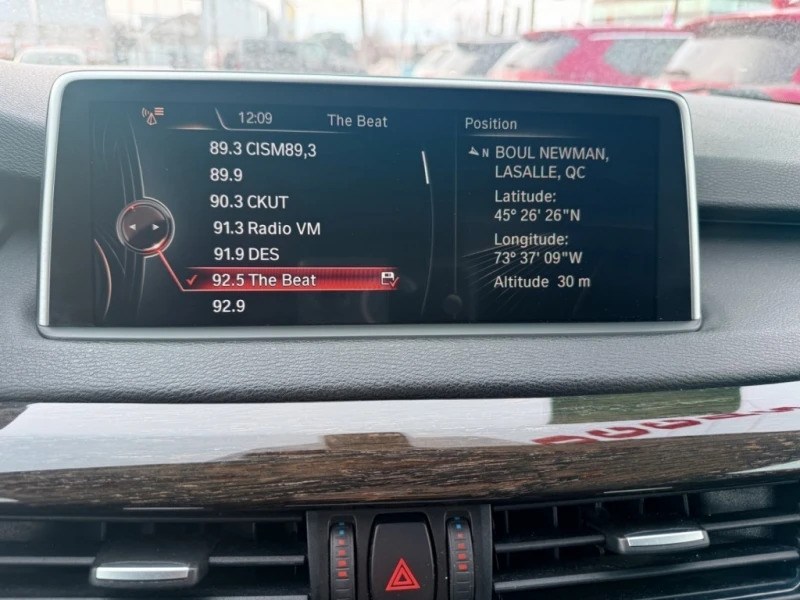 12:09 The Beat
89.3 CISM89,3
89.9
90.3 CKUT
91.3 Radio VM
91.9 DES
92.5 The Beat
92.9
Position
N BOUL NEWMAN,
LASALLE, QC
Latitude:
45° 26' 26"N
Longitude:
73° 37' 09"W
Altitude 30 m